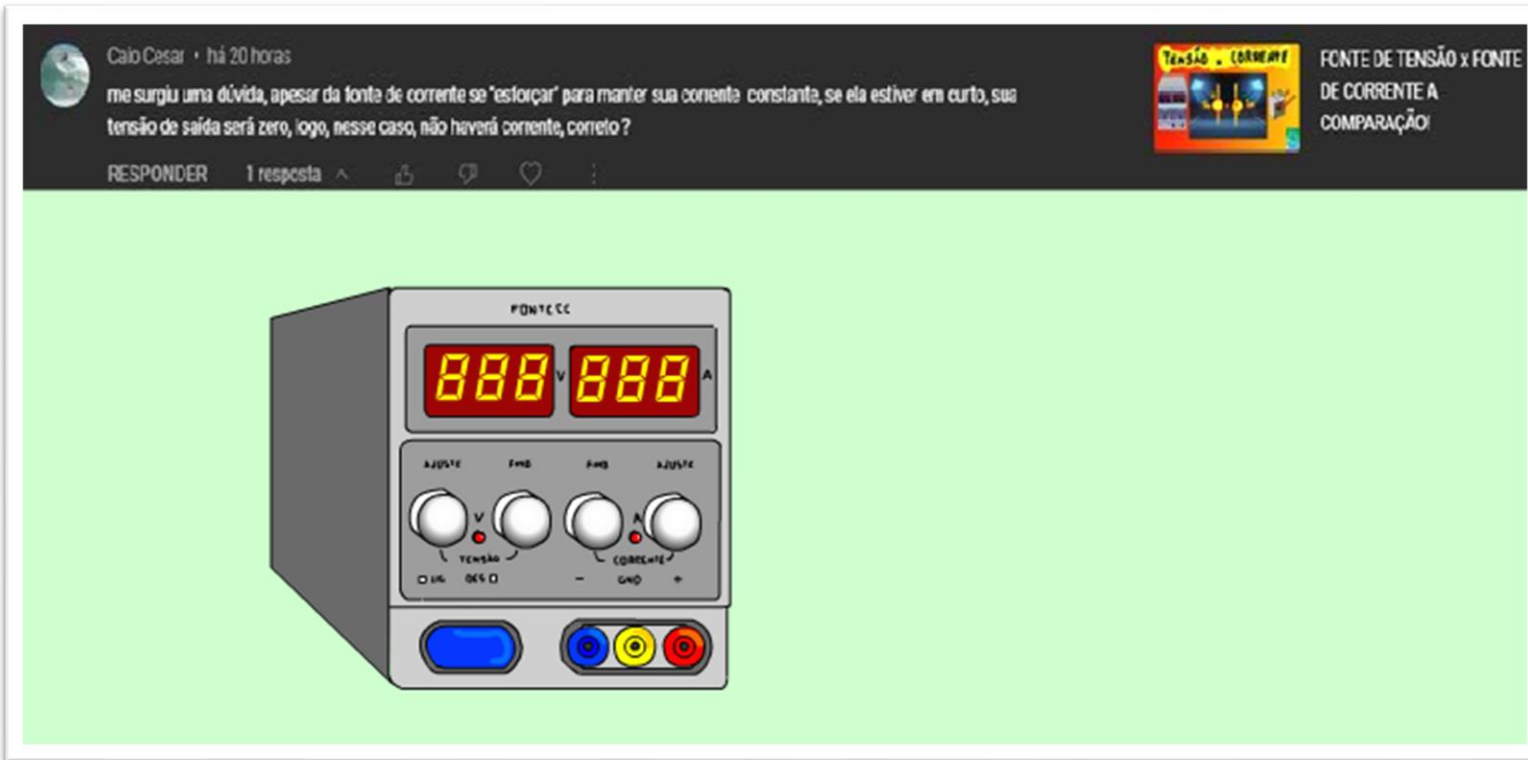 Caio Cesar • há 20 horas
me surgiu uma dúvida, apesar da fonte de corrente se "esforçar" para manter sua corrente constante, se ela estiver em curto, sua
tensão de saída será zero, logo, nesse caso, não haverá corrente, correto ?
RESPONDER 1 resposta
TENSÃO x CORRENTE
FONTE DE TENSÃO x FONTE
DE CORRENTE A
COMPARAÇÃO!
FONTE CC
888 V 888 A
AJUSTE FINO FINO AJUSTE
V A
TENSÃO CORRENTE
LIG DES - GND +